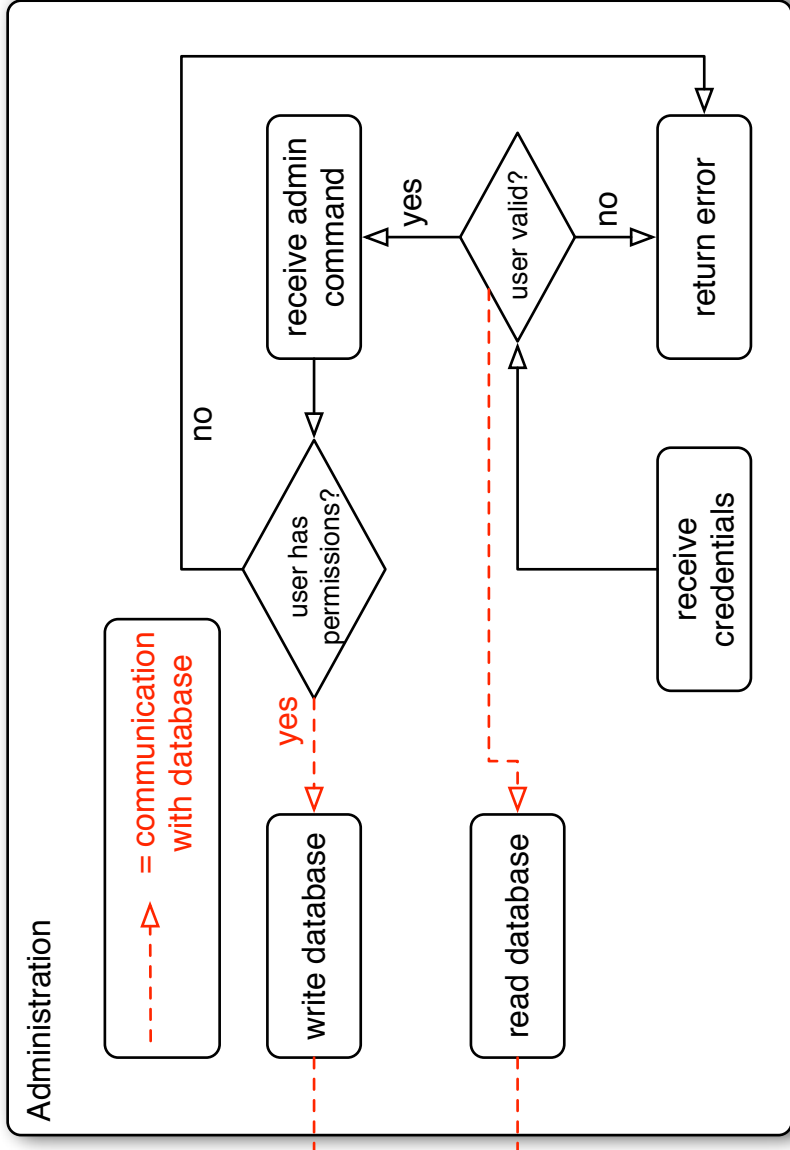 Administration
= communication
with database
write database
yes
user has
permissions?
no
receive admin
command
read database
yes
user valid?
no
receive
credentials
return error